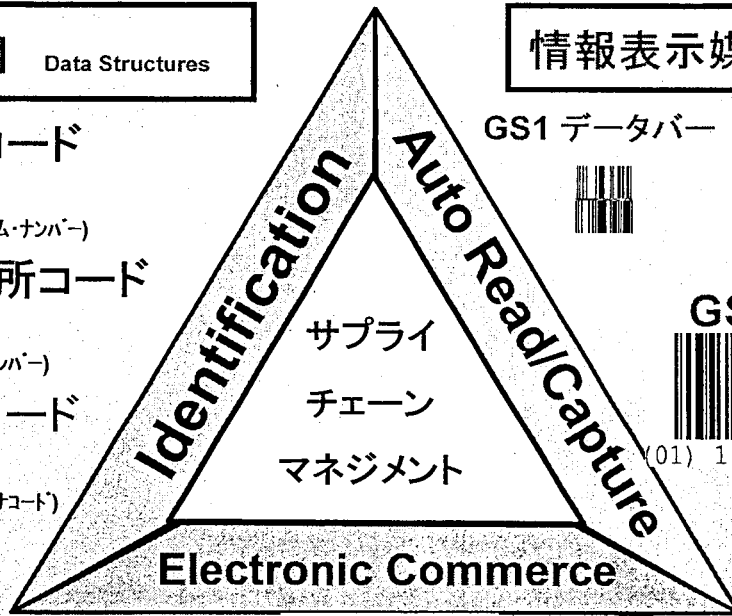 Data Structures
情報表示媒
GS1 データバー
コード
ム・ナンバー)
所コード
ンバー)
ード
サコード)
Identification
Auto Read/Capture
GS
(01) 1
サプライ
チェーン
マネジメント
Electronic Commerce